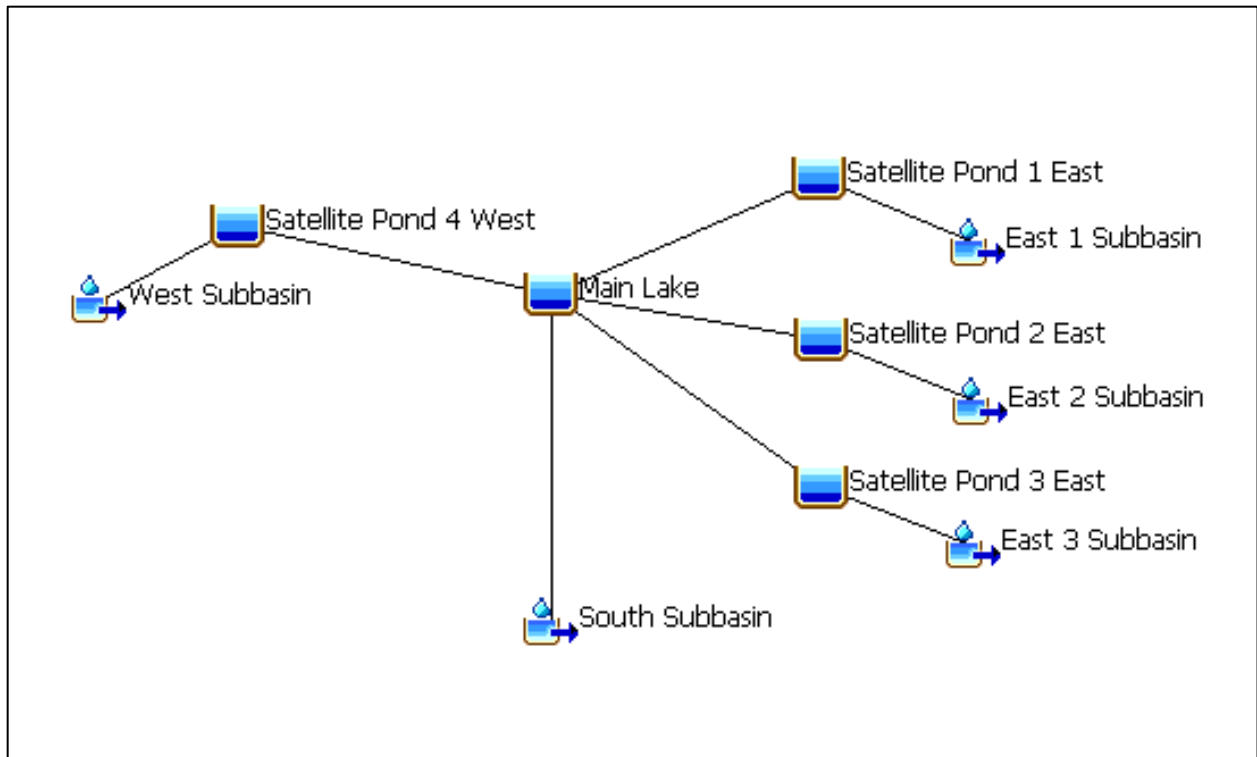 Satellite Pond 1 East
Satellite Pond 4 West
East 1 Subbasin
West Subbasin
Main Lake
Satellite Pond 2 East
East 2 Subbasin
Satellite Pond 3 East
East 3 Subbasin
South Subbasin